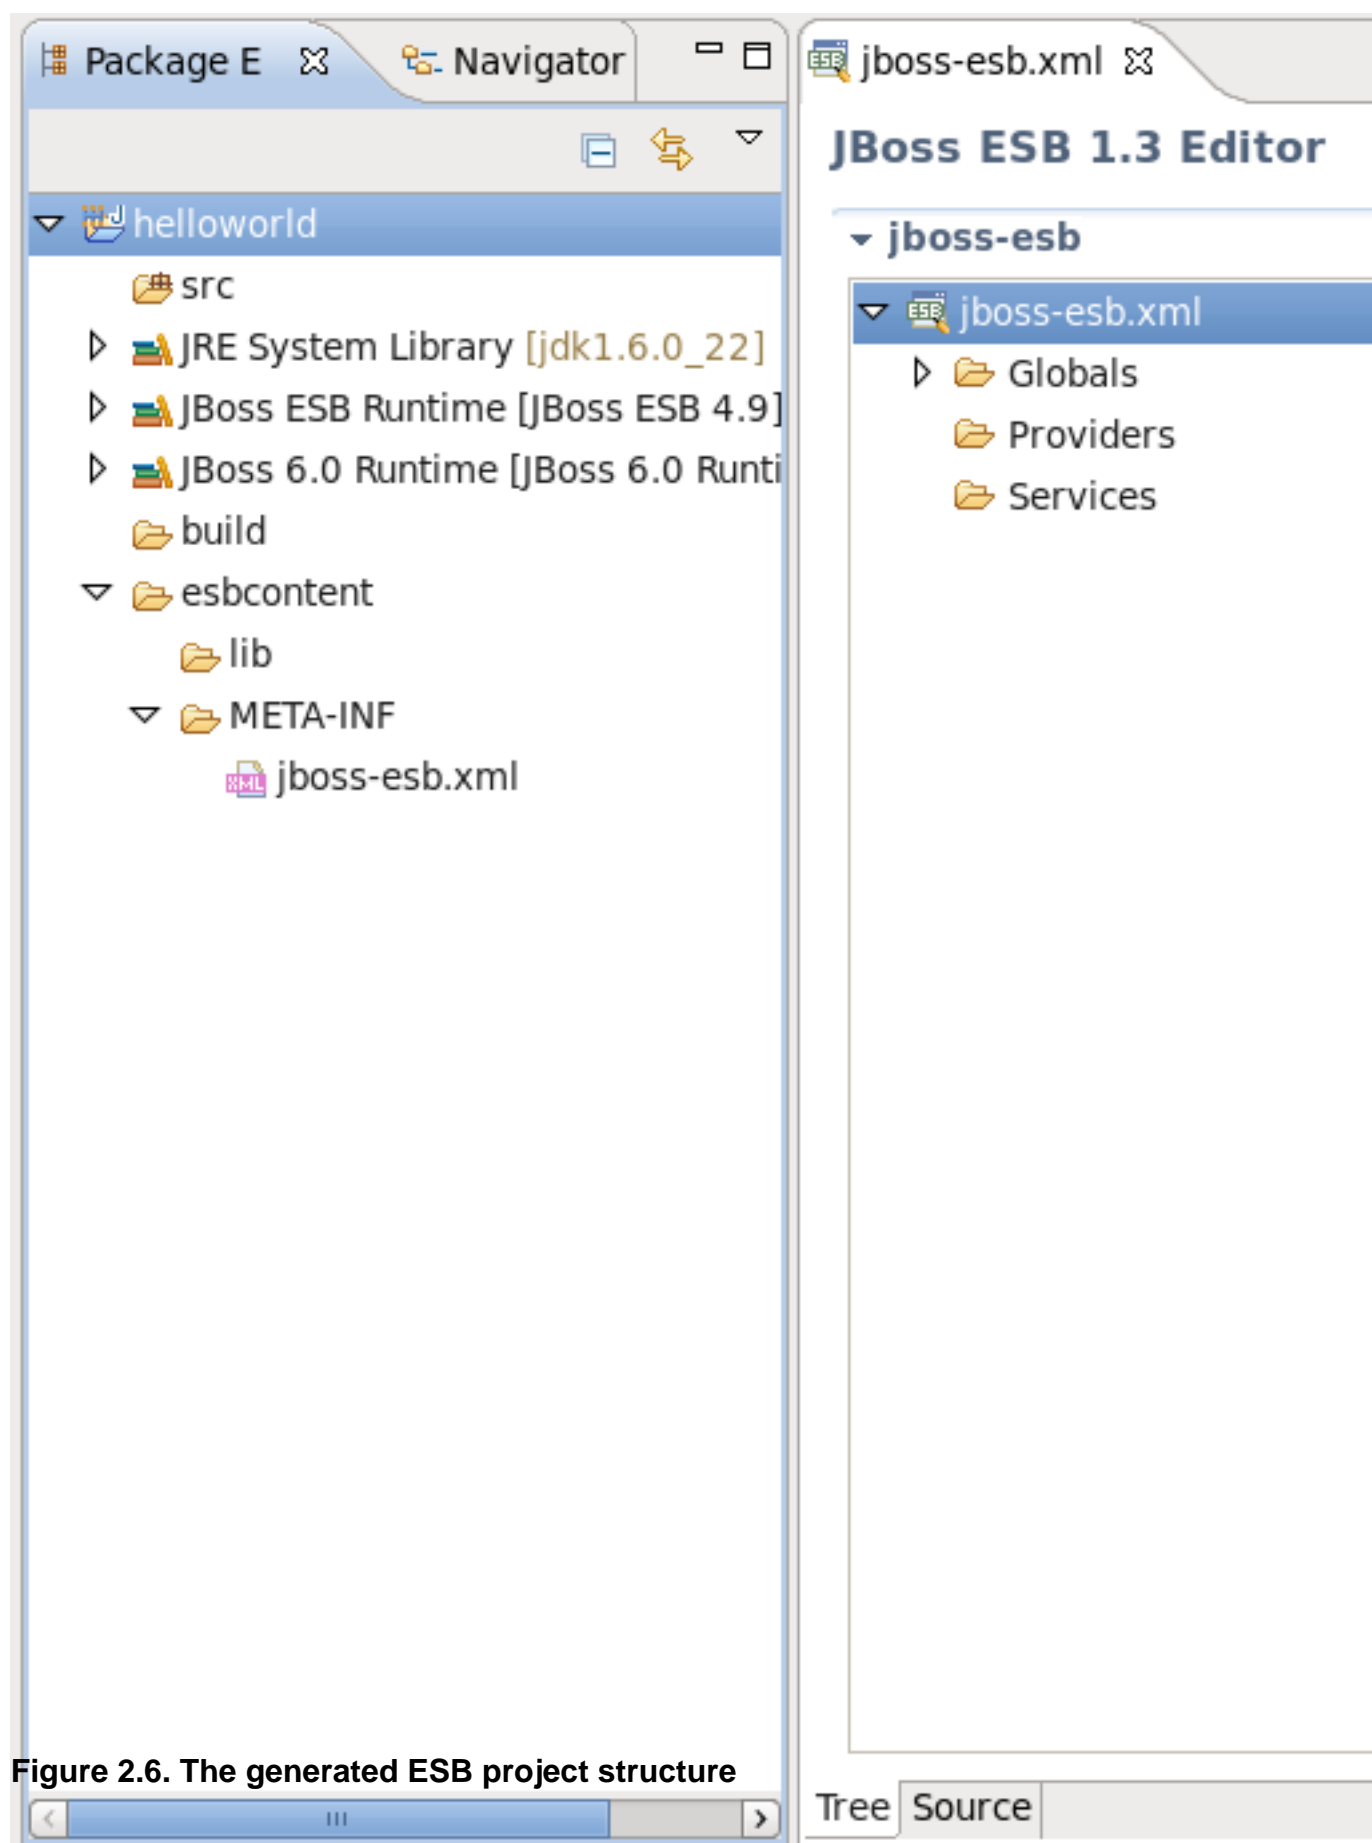 Package E
Navigator
helloworld
src
JRE System Library [jdk1.6.0_22]
JBoss ESB Runtime [JBoss ESB 4.9]
JBoss 6.0 Runtime [JBoss 6.0 Runti
build
esbcontent
lib
META-INF
jboss-esb.xml
Figure 2.6. The generated ESB project structure
jboss-esb.xml
JBoss ESB 1.3 Editor
jboss-esb
jboss-esb.xml
Globals
Providers
Services
Tree
Source